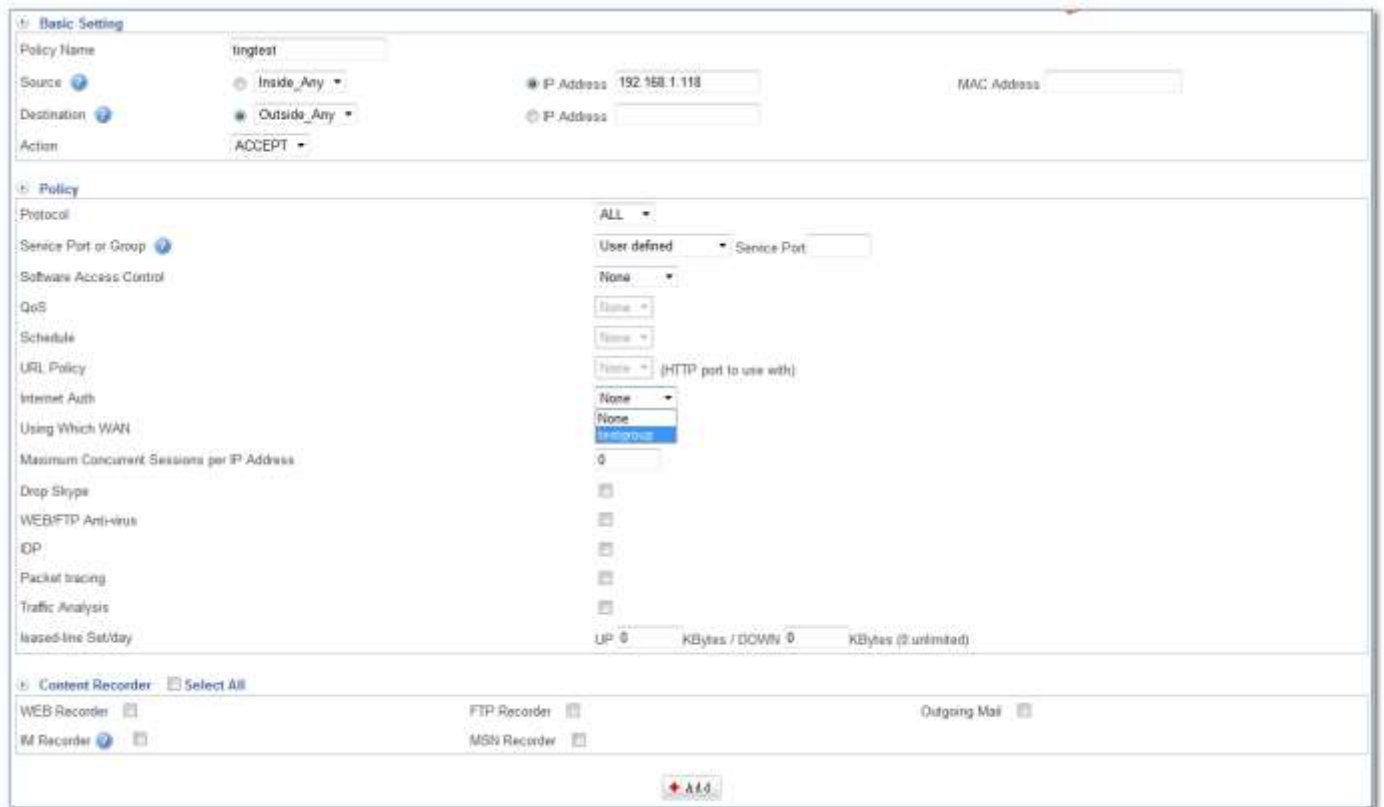 Basic Setting
Policy Name tingtest
Source Inside_Any IP Address 192.168.1.118 MAC Address
Destination Outside_Any IP Address
Action ACCEPT
Policy
Protocol ALL
Service Port or Group User defined Service Port
Software Access Control None
QoS None
Schedule None
URL Policy None (HTTP port to use with)
Internet Auth None
None
Using Which WAN testgroup
Maximum Concurrent Sessions per IP Address 0
Drop Skype
WEB/FTP Anti-virus
IDP
Packet tracing
Traffic Analysis
leased-line Set/day UP 0 KBytes / DOWN 0 KBytes (0:unlimited)
Content Recorder Select All
WEB Recorder FTP Recorder Outgoing Mail
IM Recorder MSN Recorder
Add